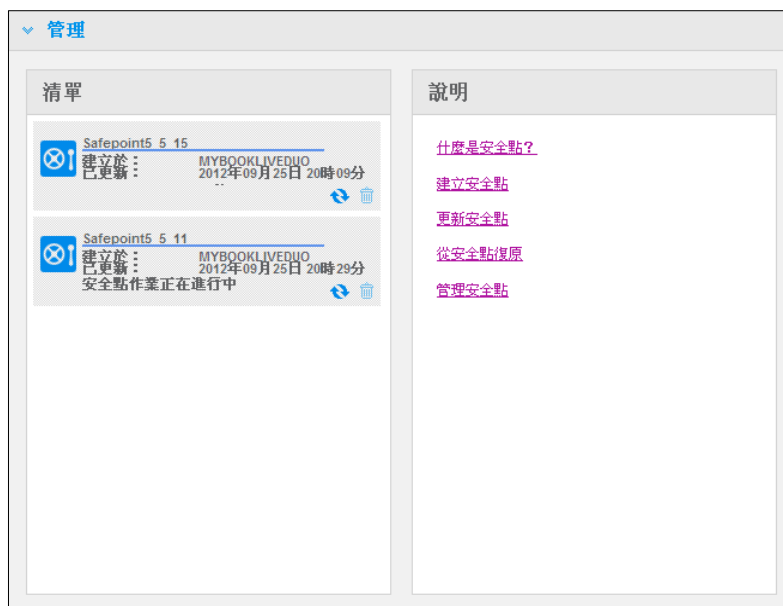 管理
清單
Safepoint5_5_15
建立於： MYBOOKLIVEDUO
已更新： 2012年09月25日 20時09分
--
Safepoint5_5_11
建立於： MYBOOKLIVEDUO
已更新： 2012年09月25日 20時29分
安全點作業正在進行中
說明
什麼是安全點？
建立安全點
更新安全點
從安全點復原
管理安全點